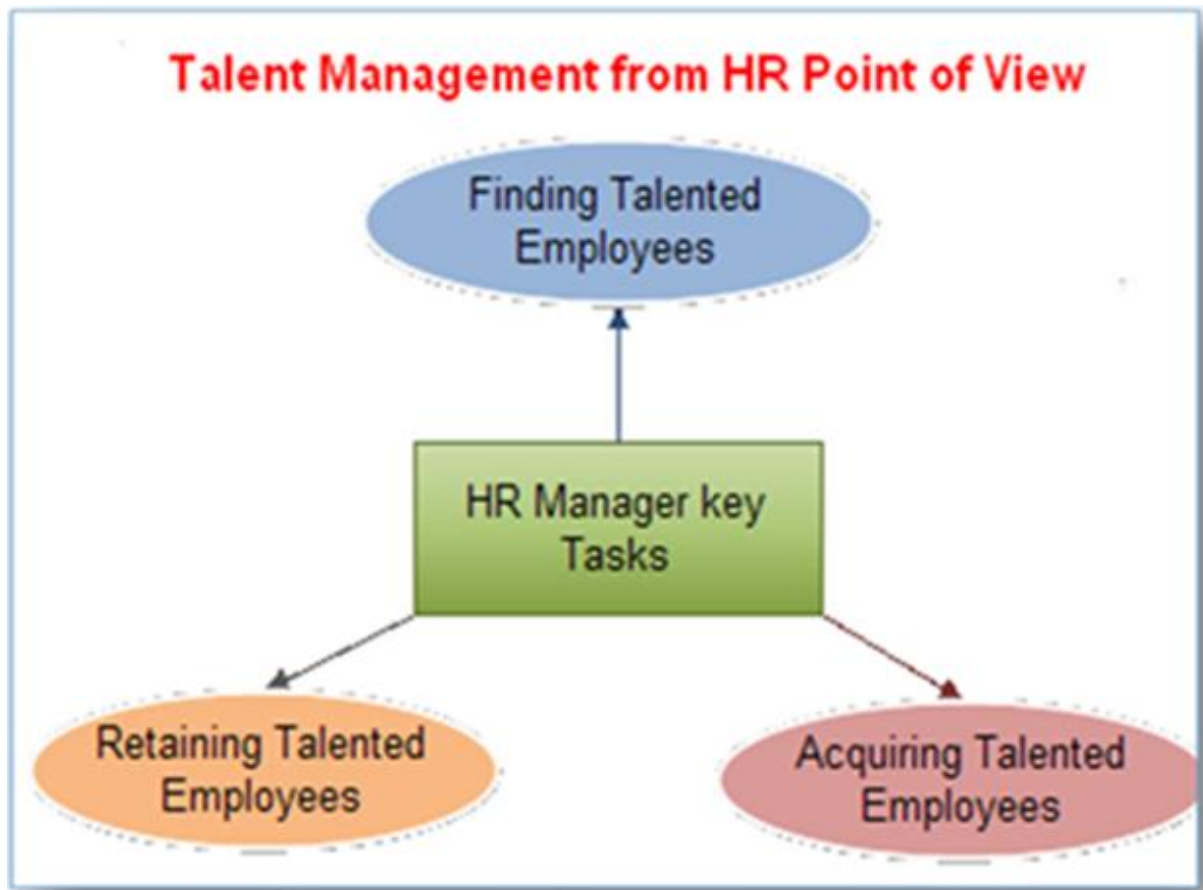 Talent Management from HR Point of View
Finding Talented
Employees
HR Manager key
Tasks
Retaining Talented
Employees
Acquiring Talented
Employees